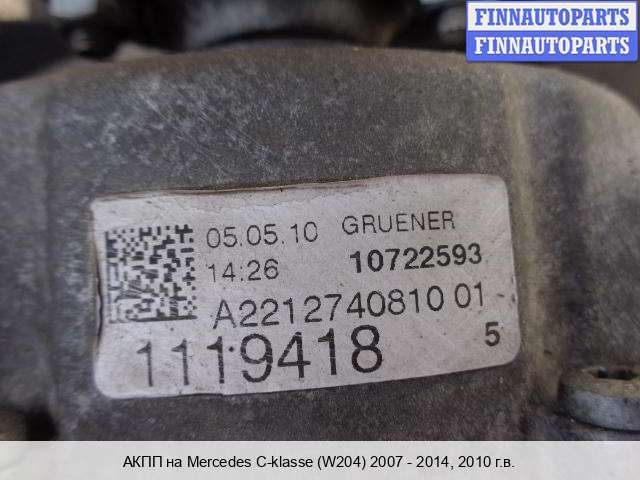 FINNAUTOPARTS
FINNAUTOPARTS
05.05.10 GRUENER
14:26 10722593
A2212740810 01
1119418 5
АКПП на Mercedes C-klasse (W204) 2007 - 2014, 2010 г.в.